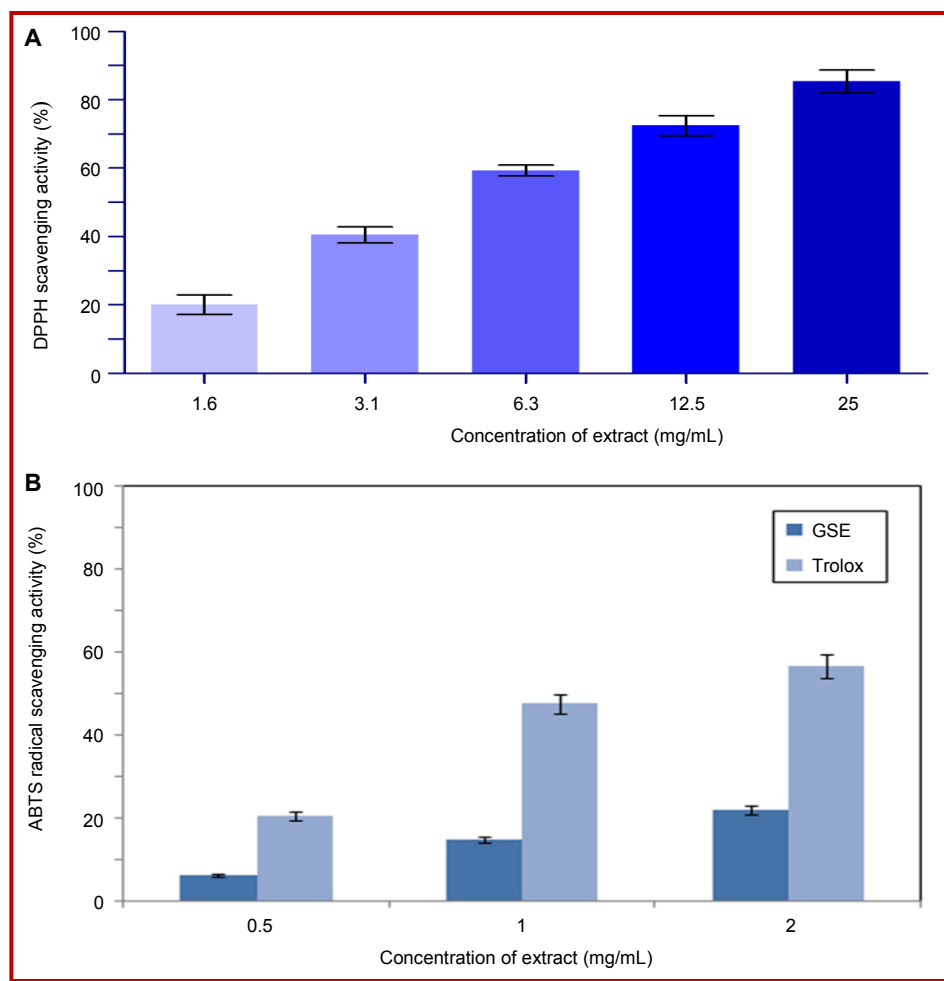 A
DPPH scavenging activity (%)
100
80
60
40
20
0
1.6 3.1 6.3 12.5 25
Concentration of extract (mg/mL)
B
ABTS radical scavenging activity (%)
100
80
60
40
20
0
GSE
Trolox
0.5 1 2
Concentration of extract (mg/mL)